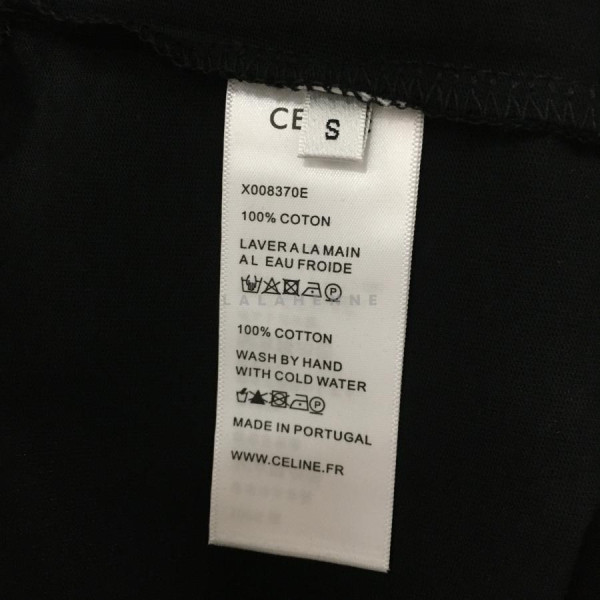 CE
S
X008370E
100% COTON
LAVER A LA MAIN
A L EAU FROIDE
P
LALAHENNE
100% COTTON
WASH BY HAND
WITH COLD WATER
P
MADE IN PORTUGAL
WWW.CELINE.FR